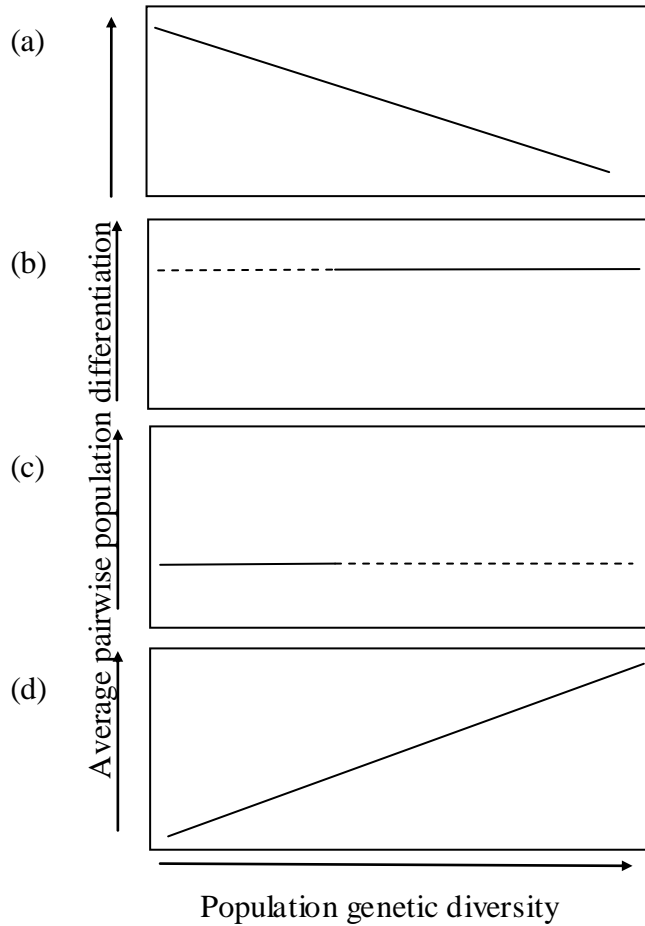 (a)
(b)
(c)
(d)
Average pairwise population differentiation
Population genetic diversity